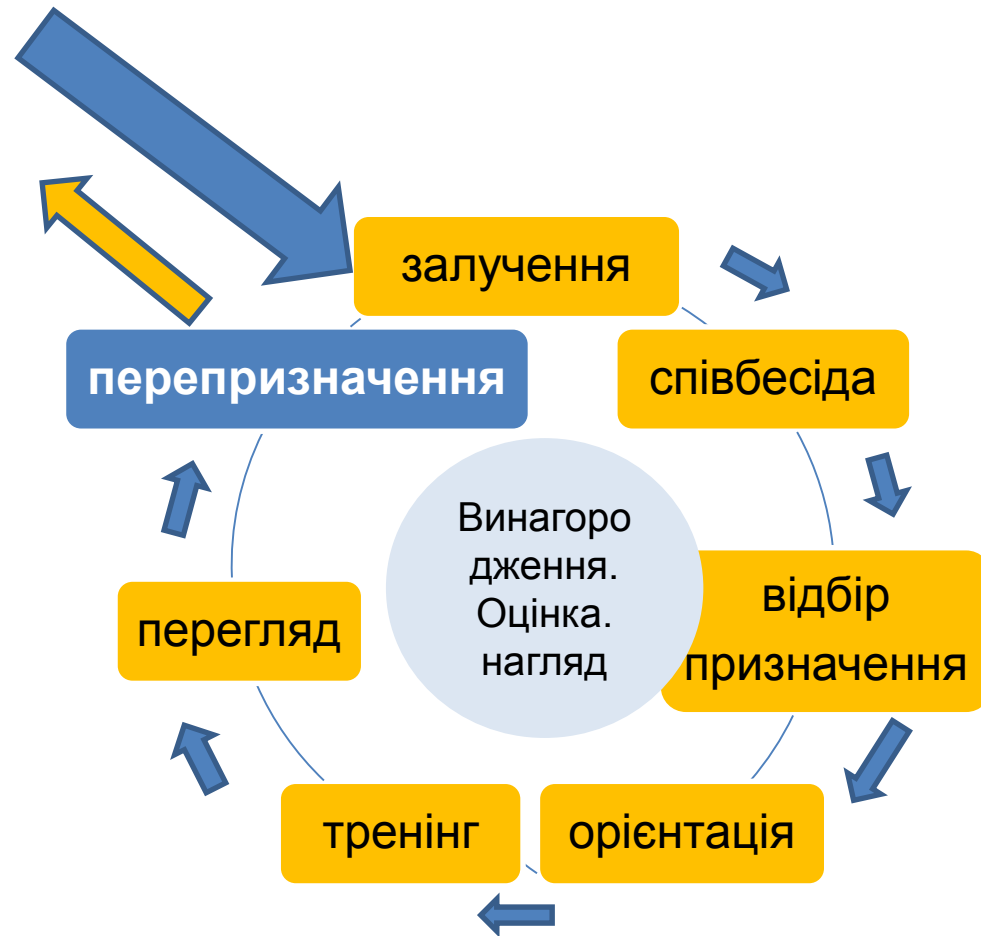 залучення
співбесіда
відбір
призначення
орієнтація
тренінг
перегляд
перепризначення
Винагоро
дження.
Оцінка.
нагляд